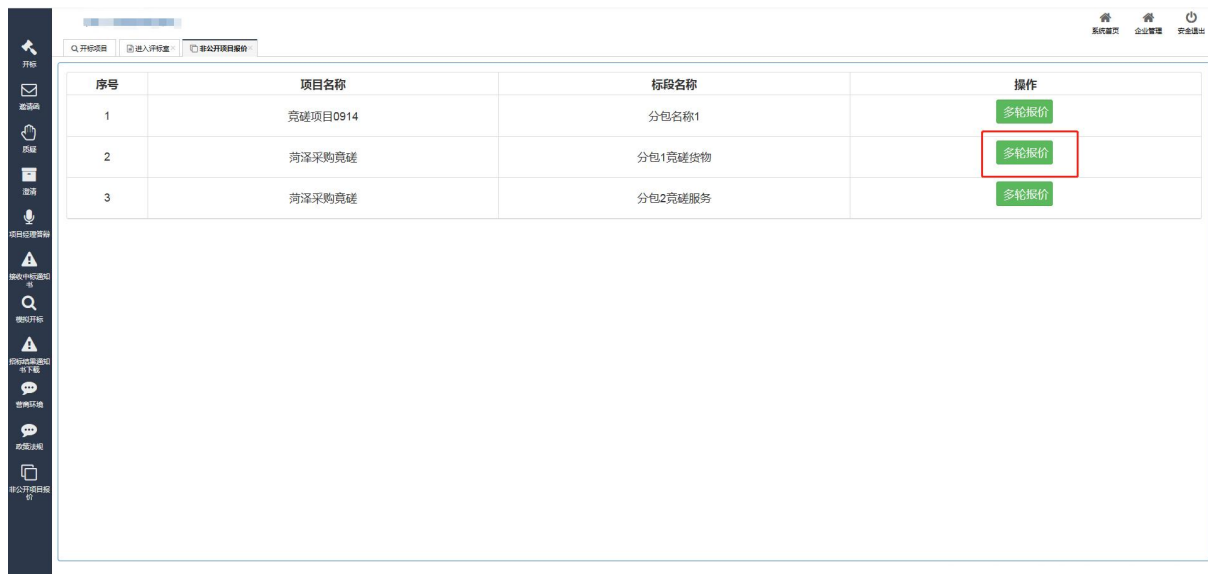 系统首页 企业管理 安全退出
开标项目 进入评标室× 非公开项目报价×
开标
邀请函
质疑
澄清
项目经理答辩
接收中标通知
书
模拟开标
招标结果通知
书下载
营商环境
政策法规
非公开项目报
价
序号 项目名称 标段名称 操作
1 竞磋项目0914 分包名称1 多轮报价
2 菏泽采购竞磋 分包1竞磋货物 多轮报价
3 菏泽采购竞磋 分包2竞磋服务 多轮报价